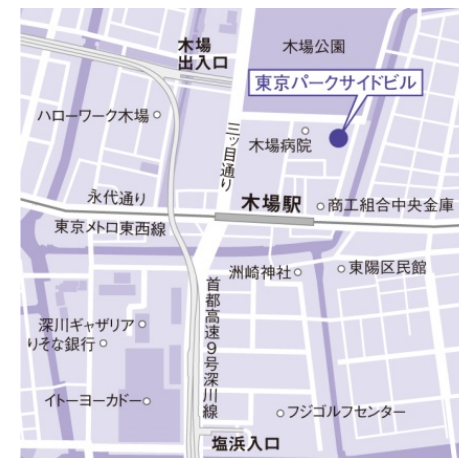 木場
出入口
木場公園
東京パークサイドビル
ハローワーク木場
木場病院
三ッ目通り
永代通り
木場駅
商工組合中央金庫
東京メトロ東西線
洲崎神社
東陽区民館
首都高速9号深川線
深川ギャザリア
りそな銀行
イトーヨーカドー
フジゴルフセンター
塩浜入口